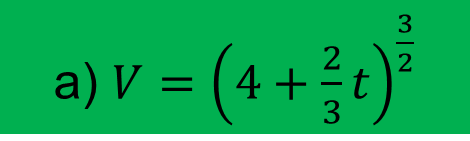 a) V = (4 + 2/3 t)^(3/2)